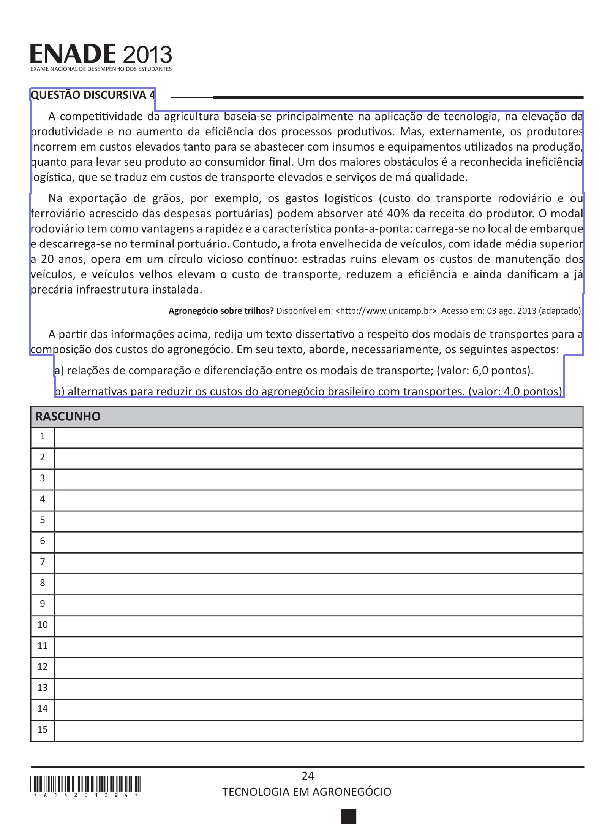 ENADE 2013
EXAME NACIONAL DE DESEMPENHO DOS ESTUDANTES
QUESTÃO DISCURSIVA 4
A competitividade da agricultura baseia-se principalmente na aplicação de tecnologia, na elevação da
produtividade e no aumento da eficiência dos processos produtivos. Mas, externamente, os produtores
incorrem em custos elevados tanto para se abastecer com insumos e equipamentos utilizados na produção,
quanto para levar seu produto ao consumidor final. Um dos maiores obstáculos é a reconhecida ineficiência
logística, que se traduz em custos de transporte elevados e serviços de má qualidade.
Na exportação de grãos, por exemplo, os gastos logísticos (custo do transporte rodoviário e ou
ferroviário acrescido das despesas portuárias) podem absorver até 40% da receita do produtor. O modal
rodoviário tem como vantagens a rapidez e a característica ponta-a-ponta: carrega-se no local de embarque
e descarrega-se no terminal portuário. Contudo, a frota envelhecida de veículos, com idade média superior
a 20 anos, opera em um círculo vicioso contínuo: estradas ruins elevam os custos de manutenção dos
veículos, e veículos velhos elevam o custo de transporte, reduzem a eficiência e ainda danificam a já
precária infraestrutura instalada.
Agronegócio sobre trilhos? Disponível em: <http://www.unicamp.br>. Acesso em: 03 ago. 2013 (adaptado).
A partir das informações acima, redija um texto dissertativo a respeito dos modais de transportes para a
composição dos custos do agronegócio. Em seu texto, aborde, necessariamente, os seguintes aspectos:
a) relações de comparação e diferenciação entre os modais de transporte; (valor: 6,0 pontos).
b) alternativas para reduzir os custos do agronegócio brasileiro com transportes. (valor: 4,0 pontos)
RASCUNHO
1
2
3
4
5
6
7
8
9
10
11
12
13
14
15
24
TECNOLOGIA EM AGRONEGÓCIO